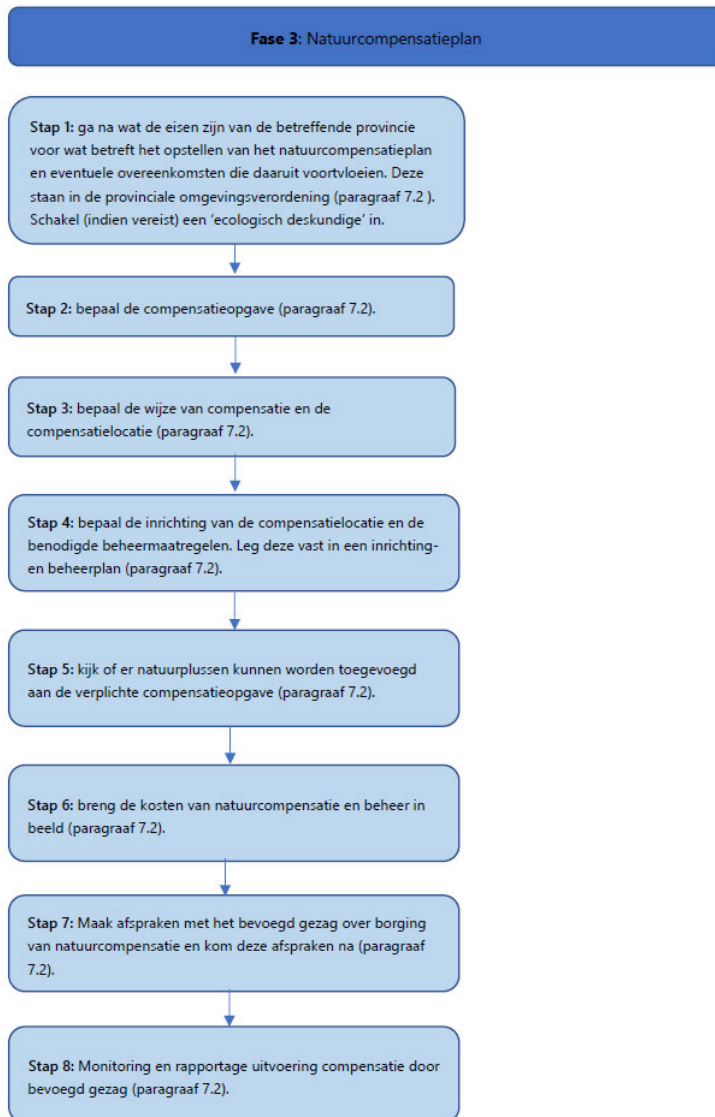 Fase 3: Natuurcompensatieplan
Stap 1: ga na wat de eisen zijn van de betreffende provincie
voor wat betreft het opstellen van het natuurcompensatieplan
en eventuele overeenkomsten die daaruit voortvloeien. Deze
staan in de provinciale omgevingsverordening (paragraaf 7.2 ).
Schakel (indien vereist) een ‘ecologisch deskundige’ in.
Stap 2: bepaal de compensatieopgave (paragraaf 7.2).
Stap 3: bepaal de wijze van compensatie en de
compensatielocatie (paragraaf 7.2).
Stap 4: bepaal de inrichting van de compensatielocatie en de
benodigde beheermaatregelen. Leg deze vast in een inrichting-
en beheerplan (paragraaf 7.2).
Stap 5: kijk of er natuurplussen kunnen worden toegevoegd
aan de verplichte compensatieopgave (paragraaf 7.2).
Stap 6: breng de kosten van natuurcompensatie en beheer in
beeld (paragraaf 7.2).
Stap 7: Maak afspraken met het bevoegd gezag over borging
van natuurcompensatie en kom deze afspraken na (paragraaf
7.2).
Stap 8: Monitoring en rapportage uitvoering compensatie door
bevoegd gezag (paragraaf 7.2).